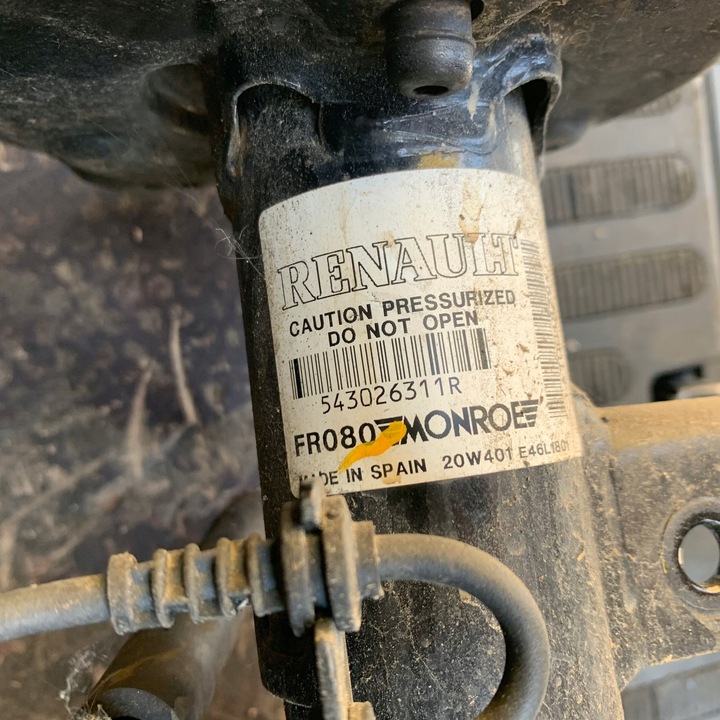 RENAULT
CAUTION PRESSURIZED
DO NOT OPEN
543026311R
FR080 MONROE
MADE IN SPAIN 20W401 E46L1801